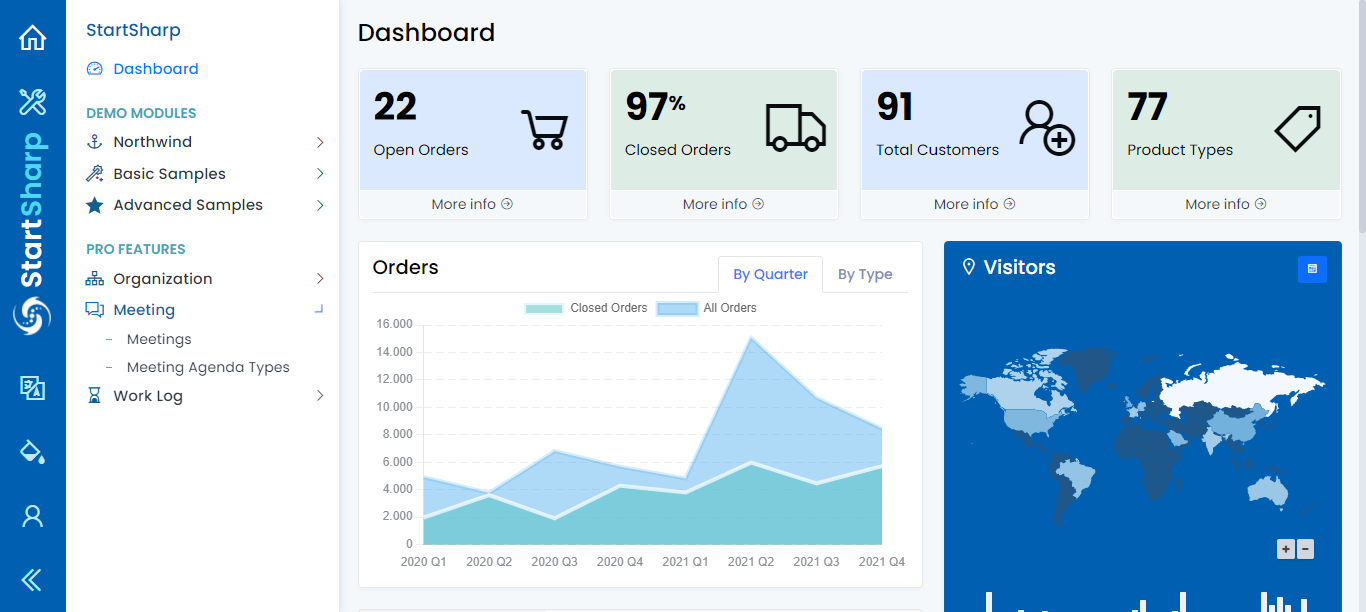 StartSharp
StartSharp
Dashboard
DEMO MODULES
Northwind
Basic Samples
Advanced Samples
PRO FEATURES
Organization
Meeting
Meetings
Meeting Agenda Types
Work Log
Dashboard
22
Open Orders
More info
97%
Closed Orders
More info
91
Total Customers
More info
77
Product Types
More info
Orders
By Quarter
By Type
Closed Orders
All Orders
16.000
14.000
12.000
10.000
8.000
6.000
4.000
2.000
0
2020 Q1
2020 Q2
2020 Q3
2020 Q4
2021 Q1
2021 Q2
2021 Q3
2021 Q4
Visitors
+
−